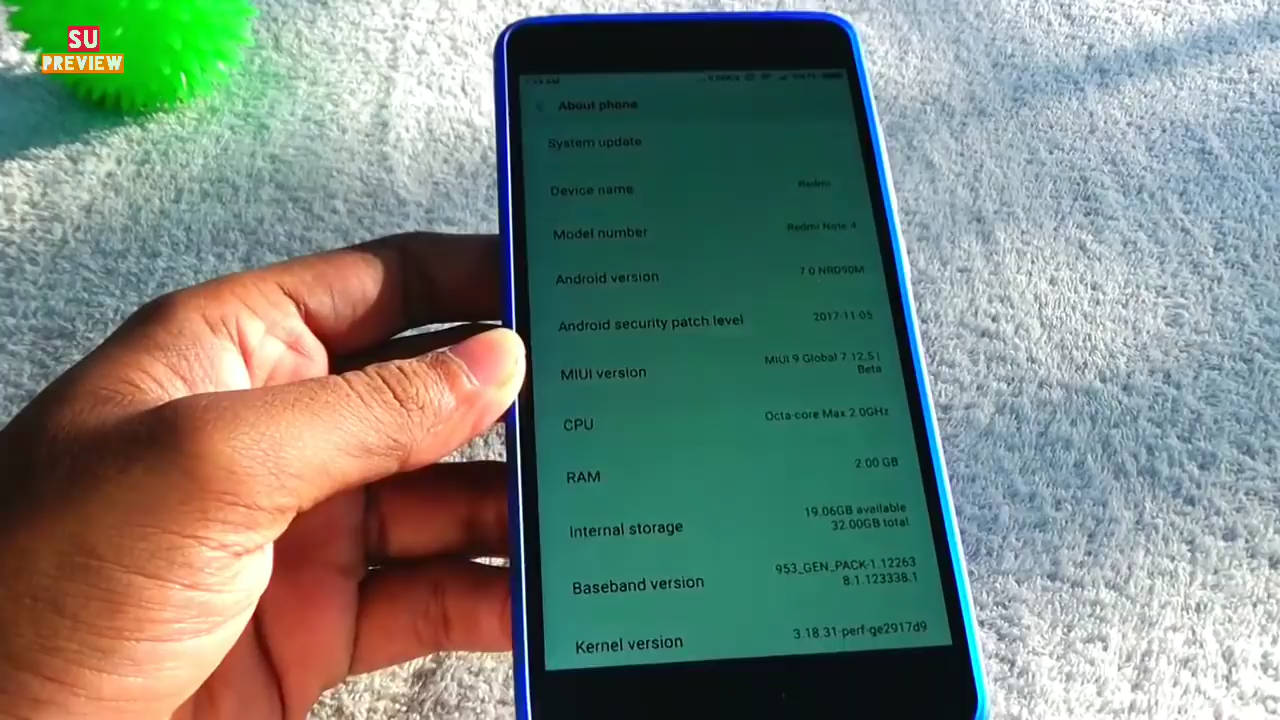 SU
PREVIEW
About phone
System update
Device name Redmi
Model number Redmi Note 4
Android version 7.0 NRD90M
Android security patch level 2017-11-05
MIUI version MIUI 9 Global 7.12.5 |
Beta
CPU Octa-core Max 2.0GHz
RAM 2.00 GB
Internal storage 19.06GB available
32.00GB total
Baseband version 953_GEN_PACK-1.12263
8.1.123338.1
Kernel version 3.18.31-perf-ge2917d9